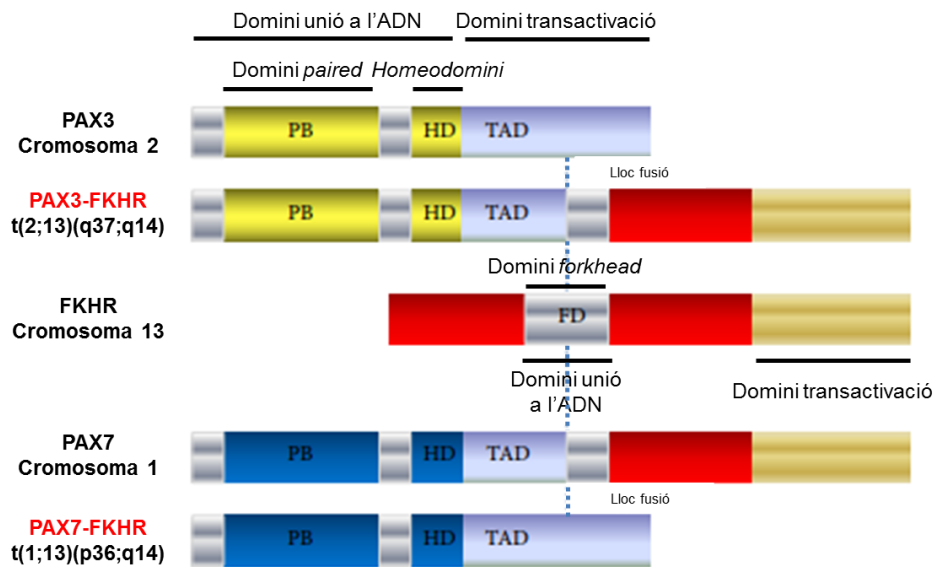 Domini unió a l'ADN
Domini transactivació
Domini paired
Homeodomini
PAX3
Cromosoma 2
PB
HD
TAD
Lloc fusió
PAX3-FKHR
t(2;13)(q37;q14)
PB
HD
TAD
Domini forkhead
FKHR
Cromosoma 13
FD
Domini unió
a l'ADN
Domini transactivació
PAX7
Cromosoma 1
PB
HD
TAD
Lloc fusió
PAX7-FKHR
t(1;13)(p36;q14)
PB
HD
TAD